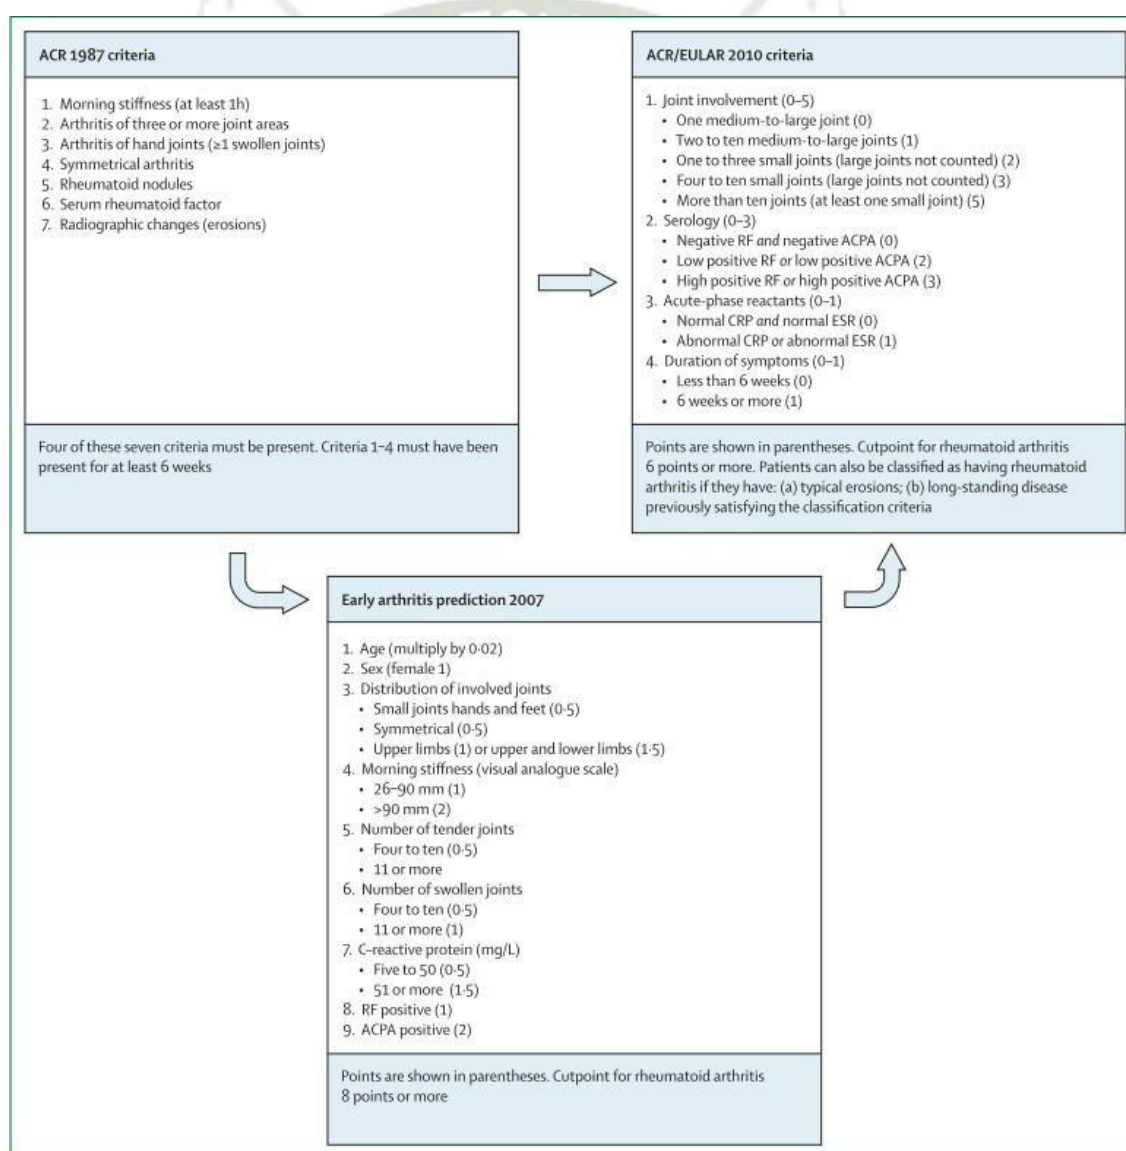 ACR 1987 criteria
1. Morning stiffness (at least 1h)
2. Arthritis of three or more joint areas
3. Arthritis of hand joints (≥1 swollen joints)
4. Symmetrical arthritis
5. Rheumatoid nodules
6. Serum rheumatoid factor
7. Radiographic changes (erosions)
Four of these seven criteria must be present. Criteria 1–4 must have been
present for at least 6 weeks
ACR/EULAR 2010 criteria
1. Joint involvement (0–5)
• One medium-to-large joint (0)
• Two to ten medium-to-large joints (1)
• One to three small joints (large joints not counted) (2)
• Four to ten small joints (large joints not counted) (3)
• More than ten joints (at least one small joint) (5)
2. Serology (0–3)
• Negative RF and negative ACPA (0)
• Low positive RF or low positive ACPA (2)
• High positive RF or high positive ACPA (3)
3. Acute-phase reactants (0–1)
• Normal CRP and normal ESR (0)
• Abnormal CRP or abnormal ESR (1)
4. Duration of symptoms (0–1)
• Less than 6 weeks (0)
• 6 weeks or more (1)
Points are shown in parentheses. Cutpoint for rheumatoid arthritis
6 points or more. Patients can also be classified as having rheumatoid
arthritis if they have: (a) typical erosions; (b) long-standing disease
previously satisfying the classification criteria
Early arthritis prediction 2007
1. Age (multiply by 0·02)
2. Sex (female 1)
3. Distribution of involved joints
• Small joints hands and feet (0·5)
• Symmetrical (0·5)
• Upper limbs (1) or upper and lower limbs (1·5)
4. Morning stiffness (visual analogue scale)
• 26–90 mm (1)
• >90 mm (2)
5. Number of tender joints
• Four to ten (0·5)
• 11 or more
6. Number of swollen joints
• Four to ten (0·5)
• 11 or more (1)
7. C-reactive protein (mg/L)
• Five to 50 (0·5)
• 51 or more (1·5)
8. RF positive (1)
9. ACPA positive (2)
Points are shown in parentheses. Cutpoint for rheumatoid arthritis
8 points or more